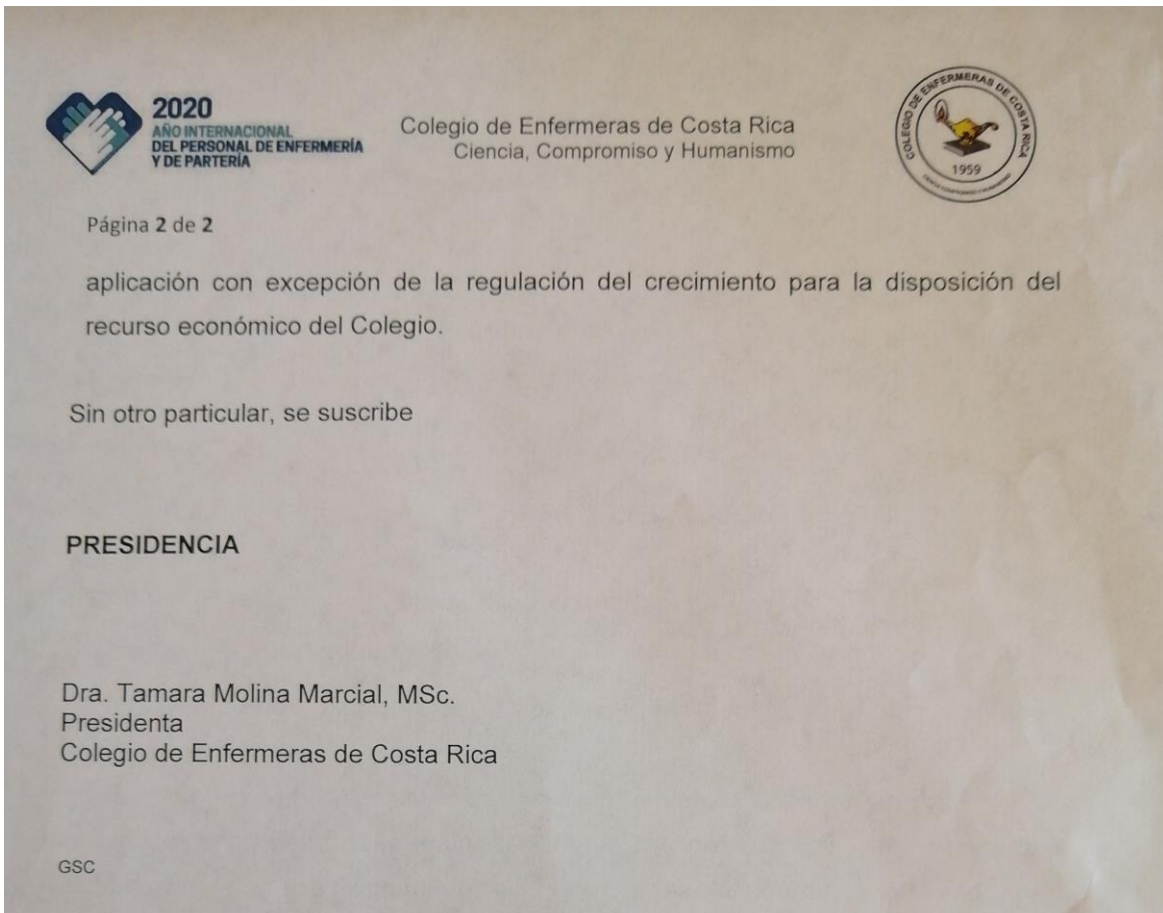 2020
AÑO INTERNACIONAL
DEL PERSONAL DE ENFERMERÍA
Y DE PARTERÍA
Colegio de Enfermeras de Costa Rica
Ciencia, Compromiso y Humanismo
COLEGIO DE ENFERMERAS DE COSTA RICA
1959
CIENCIA COMPROMISO Y HUMANISMO
Página 2 de 2
aplicación con excepción de la regulación del crecimiento para la disposición del
recurso económico del Colegio.
Sin otro particular, se suscribe
PRESIDENCIA
Dra. Tamara Molina Marcial, MSc.
Presidenta
Colegio de Enfermeras de Costa Rica
GSC